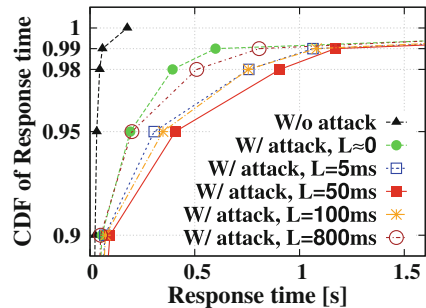 CDF of Response time
1
0.99
0.98
0.95
0.9
W/o attack
W/ attack, L≈0
W/ attack, L=5ms
W/ attack, L=50ms
W/ attack, L=100ms
W/ attack, L=800ms
0 0.5 1 1.5
Response time [s]